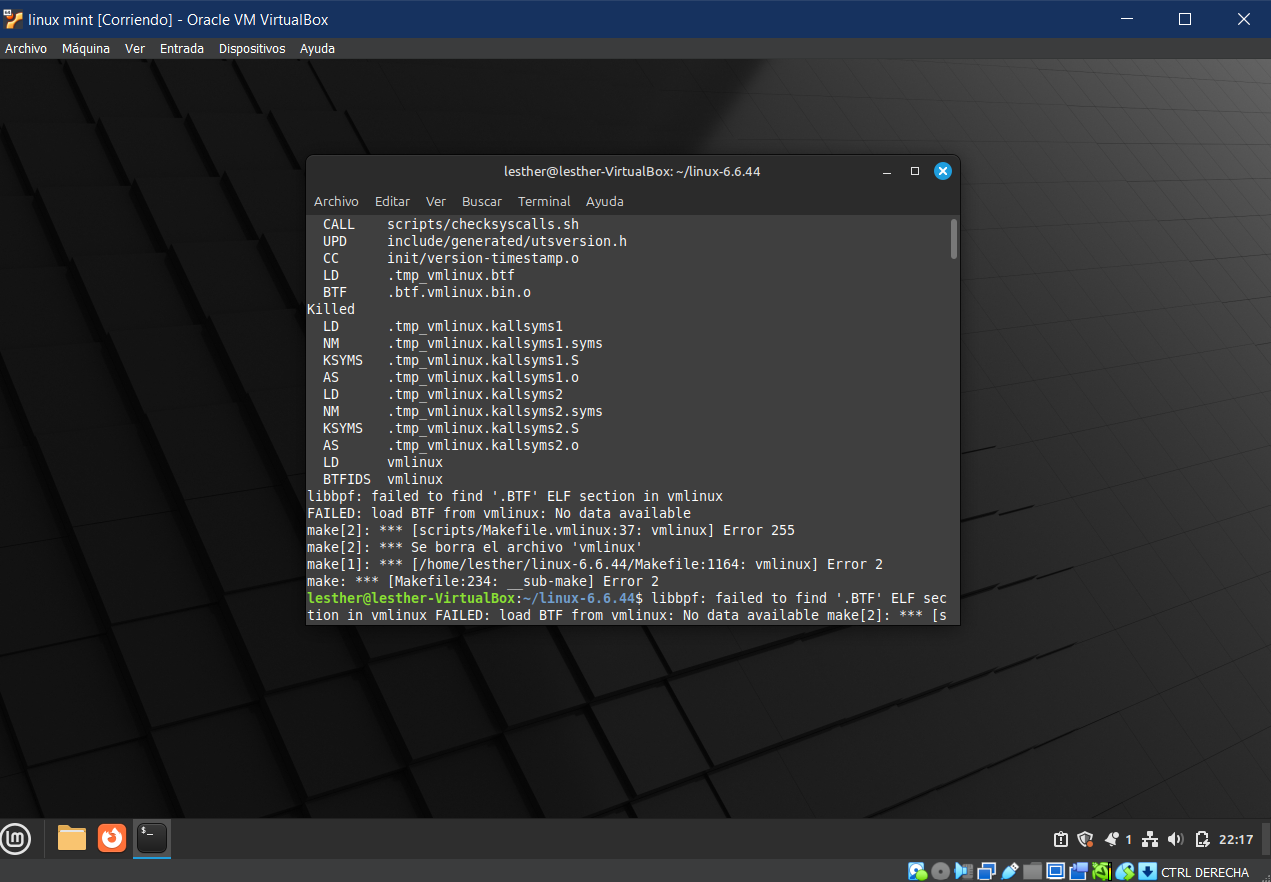 linux mint [Corriendo] - Oracle VM VirtualBox
Archivo Máquina Ver Entrada Dispositivos Ayuda
lesther@lesther-VirtualBox: ~/linux-6.6.44
Archivo Editar Ver Buscar Terminal Ayuda
CALL scripts/checksyscalls.sh
UPD include/generated/utsversion.h
CC init/version-timestamp.o
LD .tmp_vmlinux.btf
BTF .btf.vmlinux.bin.o
Killed
LD .tmp_vmlinux.kallsyms1
NM .tmp_vmlinux.kallsyms1.syms
KSYMS .tmp_vmlinux.kallsyms1.S
AS .tmp_vmlinux.kallsyms1.o
LD .tmp_vmlinux.kallsyms2
NM .tmp_vmlinux.kallsyms2.syms
KSYMS .tmp_vmlinux.kallsyms2.S
AS .tmp_vmlinux.kallsyms2.o
LD vmlinux
BTFIDS vmlinux
libbpf: failed to find '.BTF' ELF section in vmlinux
FAILED: load BTF from vmlinux: No data available
make[2]: *** [scripts/Makefile.vmlinux:37: vmlinux] Error 255
make[2]: *** Se borra el archivo 'vmlinux'
make[1]: *** [/home/lesther/linux-6.6.44/Makefile:1164: vmlinux] Error 2
make: *** [Makefile:234: __sub-make] Error 2
lesther@lesther-VirtualBox:~/linux-6.6.44$ libbpf: failed to find '.BTF' ELF sec
tion in vmlinux FAILED: load BTF from vmlinux: No data available make[2]: *** [s
$_
1 22:17
CTRL DERECHA